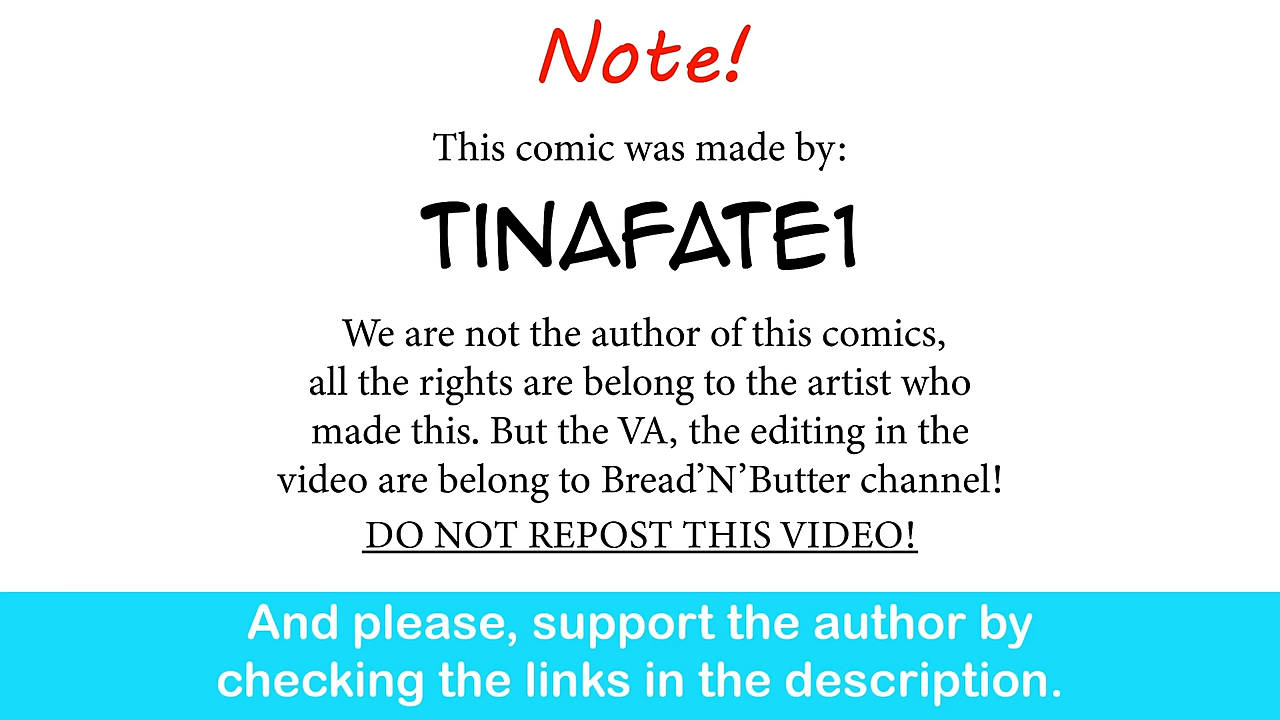 Note!
This comic was made by:
TINAFATE1
We are not the author of this comics,
all the rights are belong to the artist who
made this. But the VA, the editing in the
video are belong to Bread’N’Butter channel!
DO NOT REPOST THIS VIDEO!
And please, support the author by
checking the links in the description.